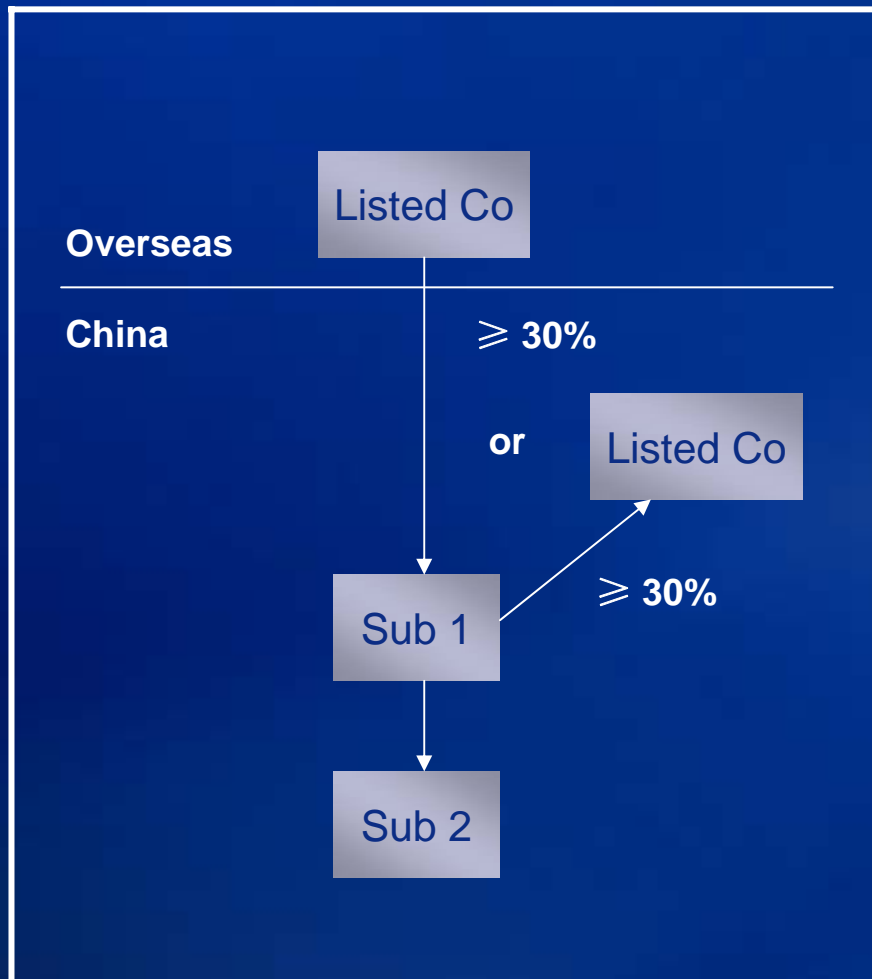 Listed Co
Overseas
China
⩾ 30%
or
Listed Co
⩾ 30%
Sub 1
Sub 2